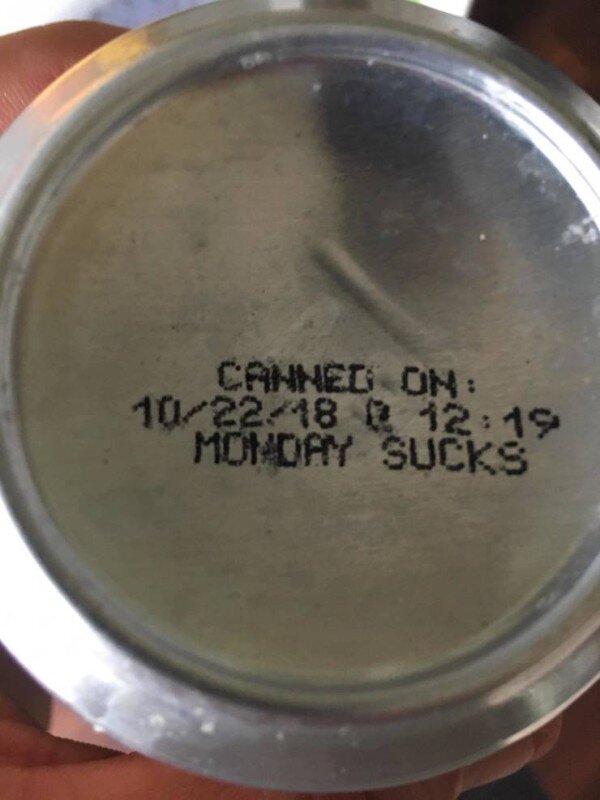 CANNED ON:
10/22/18 @ 12:19
MONDAY SUCKS